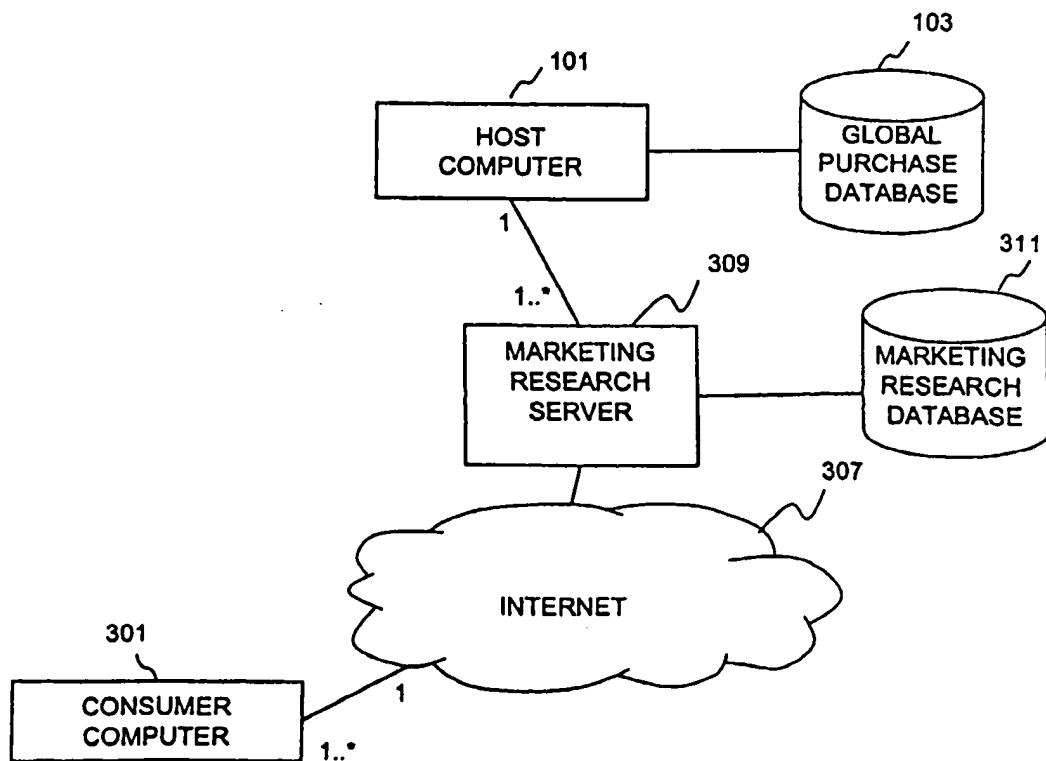 103
101
HOST
COMPUTER
GLOBAL
PURCHASE
DATABASE
1
311
309
1..*
MARKETING
RESEARCH
SERVER
MARKETING
RESEARCH
DATABASE
307
INTERNET
301
1
CONSUMER
COMPUTER
1..*